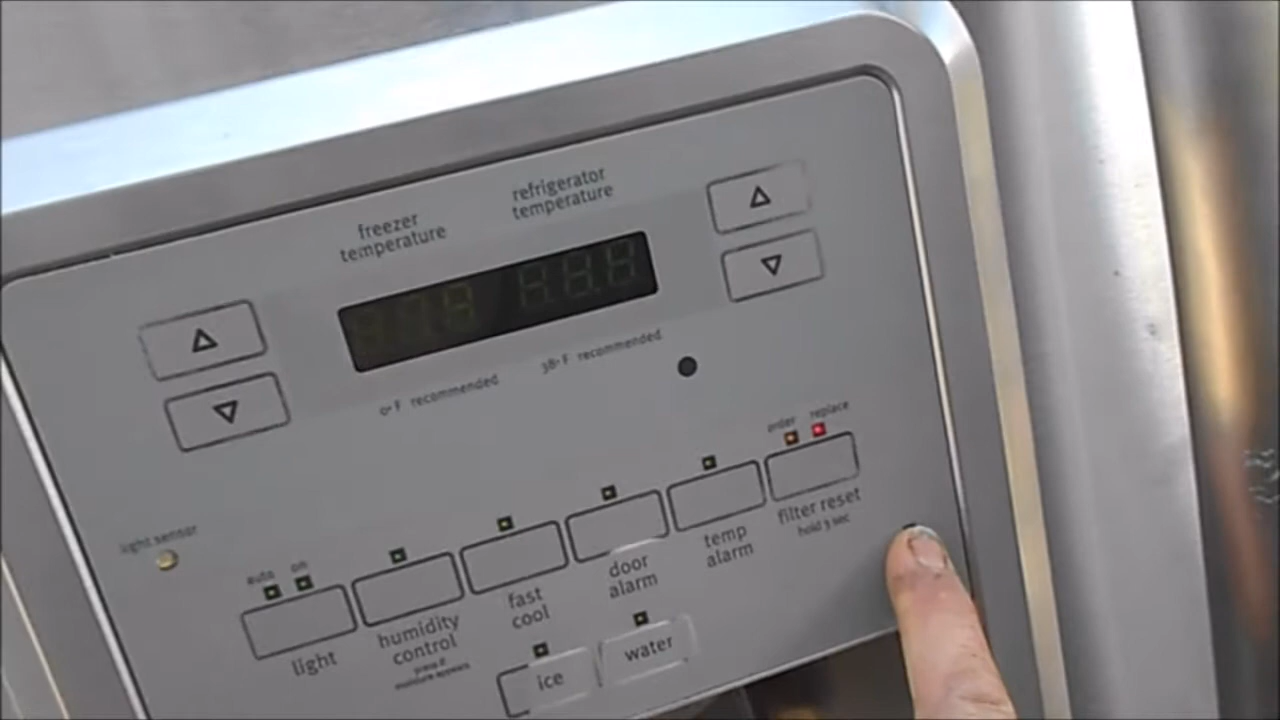 freezer
temperature
refrigerator
temperature
0° F recommended
38° F recommended
light sensor
auto
on
light
humidity
control
press if
moisture appears
fast
cool
door
alarm
temp
alarm
order
replace
filter reset
hold 3 sec
ice
water